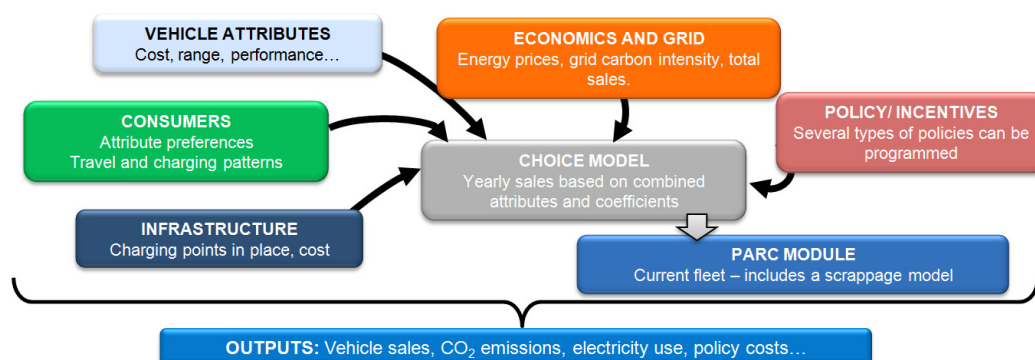 VEHICLE ATTRIBUTES
Cost, range, performance…
ECONOMICS AND GRID
Energy prices, grid carbon intensity, total
sales.
CONSUMERS
Attribute preferences
Travel and charging patterns
POLICY/ INCENTIVES
Several types of policies can be
programmed
CHOICE MODEL
Yearly sales based on combined
attributes and coefficients
INFRASTRUCTURE
Charging points in place, cost
PARC MODULE
Current fleet – includes a scrappage model
OUTPUTS: Vehicle sales, CO₂ emissions, electricity use, policy costs…